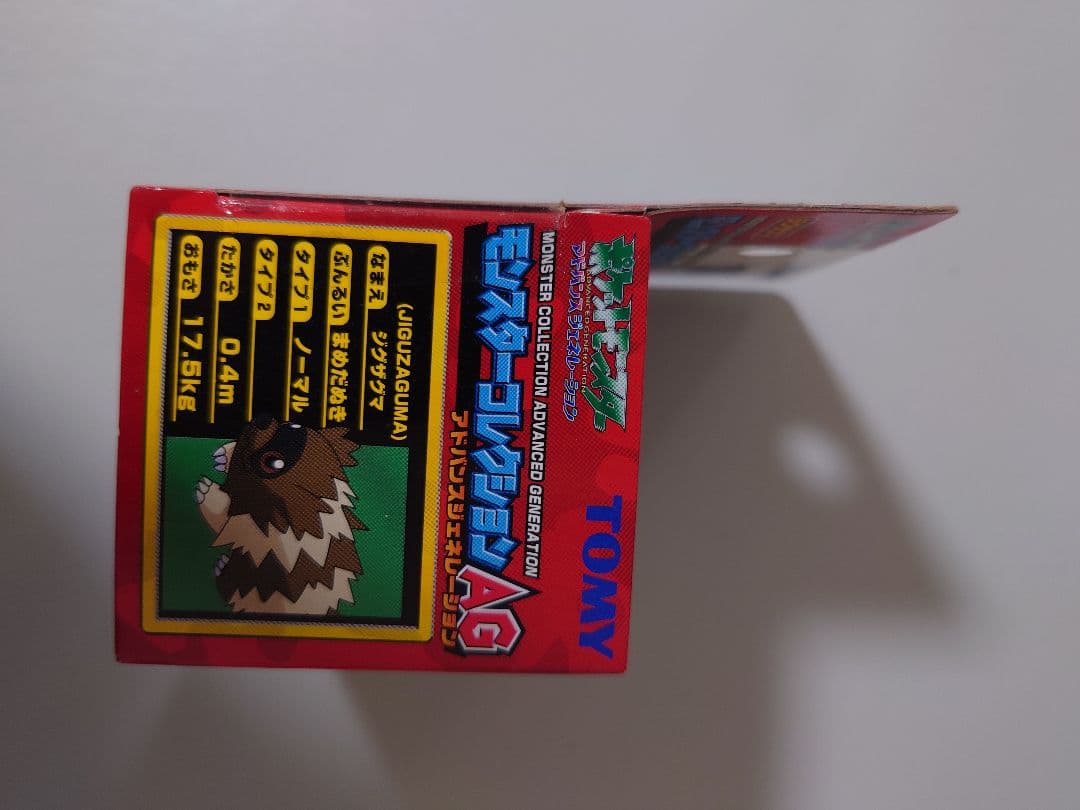 ポケットモンスター
ADVANCEDGENERATION
アドバンスジェネレーション
TOMY
MONSTER COLLECTION ADVANCED GENERATION
モンスターコレクションAG
アドバンスジェネレーション
(JIGUZAGUMA)
なまえ ジグザグマ
ぶんるい まめだぬき
タイプ1 ノーマル
タイプ2
たかさ 0.4m
おもさ 17.5kg